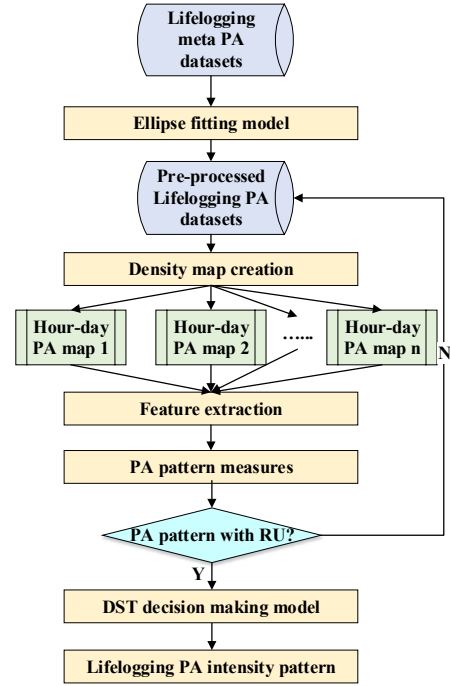 Lifelogging
meta PA
datasets
Ellipse fitting model
Pre-processed
Lifelogging PA
datasets
Density map creation
Hour-day
PA map 1
Hour-day
PA map 2
…...
Hour-day
PA map n
N
Feature extraction
PA pattern measures
PA pattern with RU?
Y
DST decision making model
Lifelogging PA intensity pattern